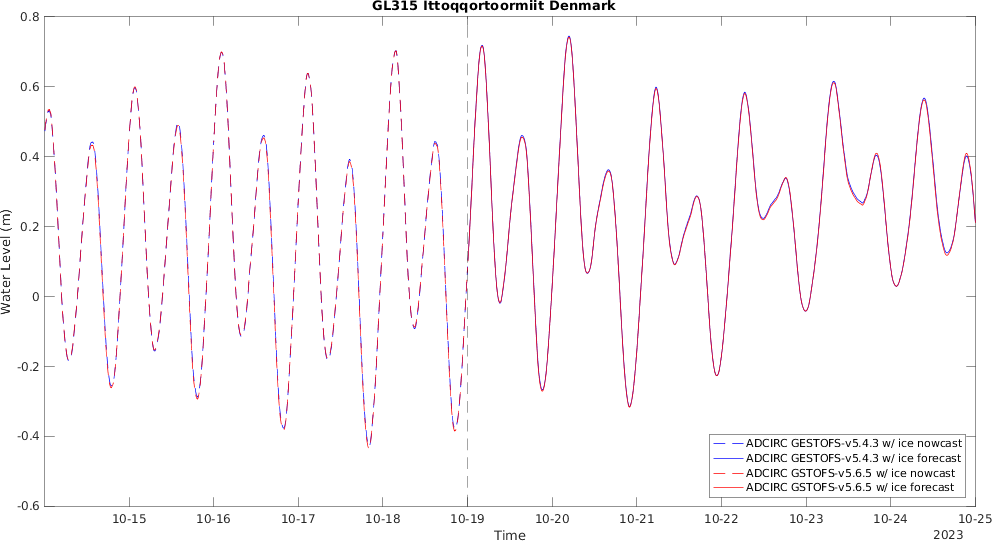 GL315 Ittoqqortoormiit Denmark
0.8
0.6
0.4
0.2
0
-0.2
-0.4
-0.6
Water Level (m)
ADCIRC GESTOFS-v5.4.3 w/ ice nowcast
ADCIRC GESTOFS-v5.4.3 w/ ice forecast
ADCIRC GSTOFS-v5.6.5 w/ ice nowcast
ADCIRC GSTOFS-v5.6.5 w/ ice forecast
10-15 10-16 10-17 10-18 10-19 10-20 10-21 10-22 10-23 10-24 10-25
Time
2023